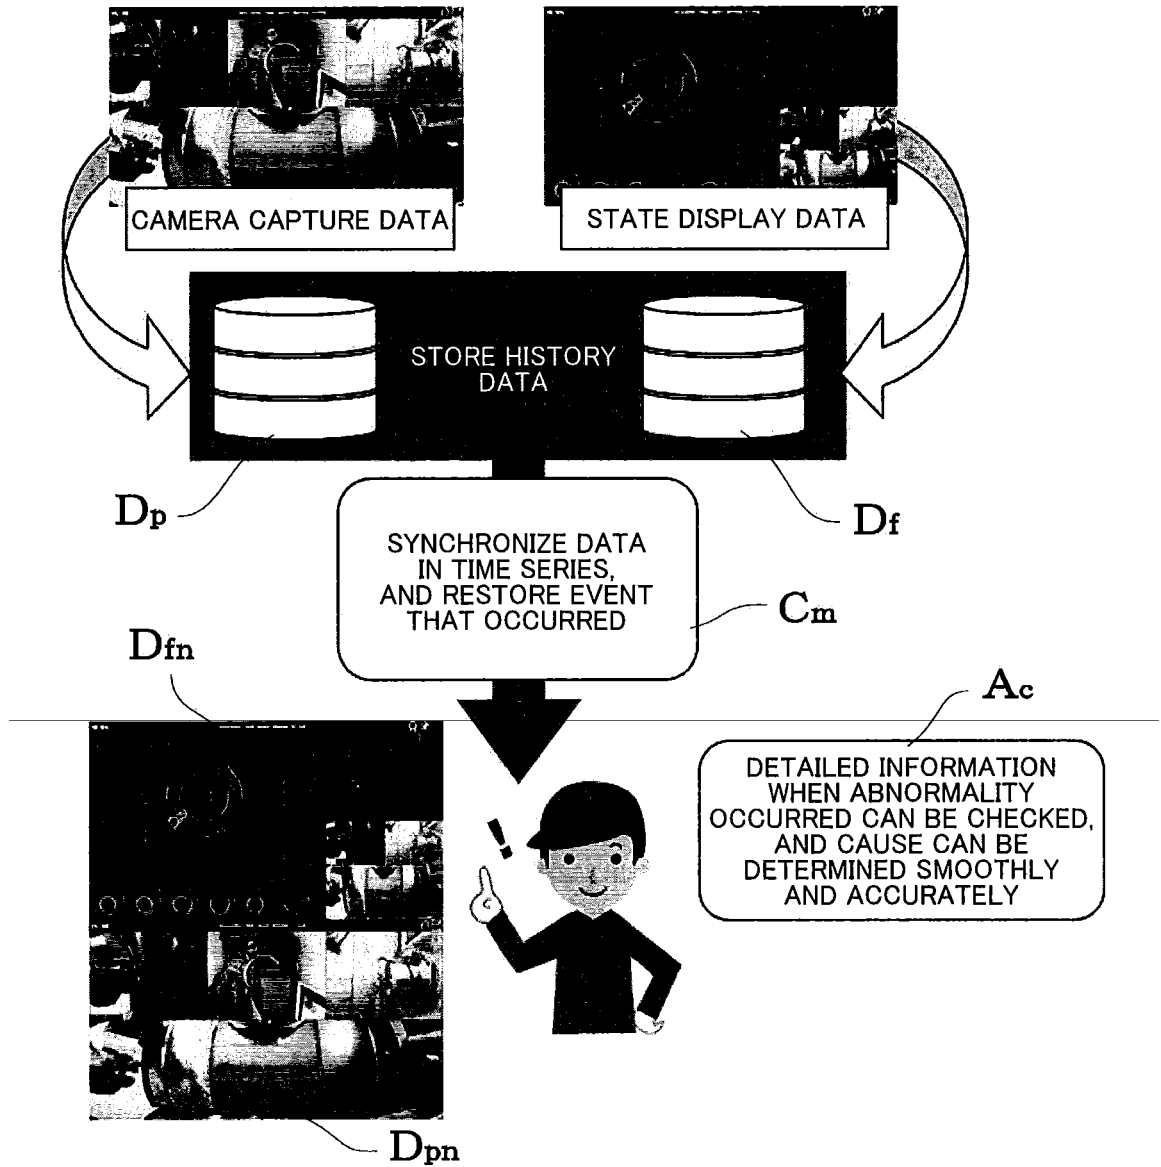 CAMERA CAPTURE DATA
STATE DISPLAY DATA
STORE HISTORY
DATA
Dp
Df
SYNCHRONIZE DATA
IN TIME SERIES,
AND RESTORE EVENT
THAT OCCURRED
Cm
Dfn
Ac
DETAILED INFORMATION
WHEN ABNORMALITY
OCCURRED CAN BE CHECKED,
AND CAUSE CAN BE
DETERMINED SMOOTHLY
AND ACCURATELY
!
Dpn